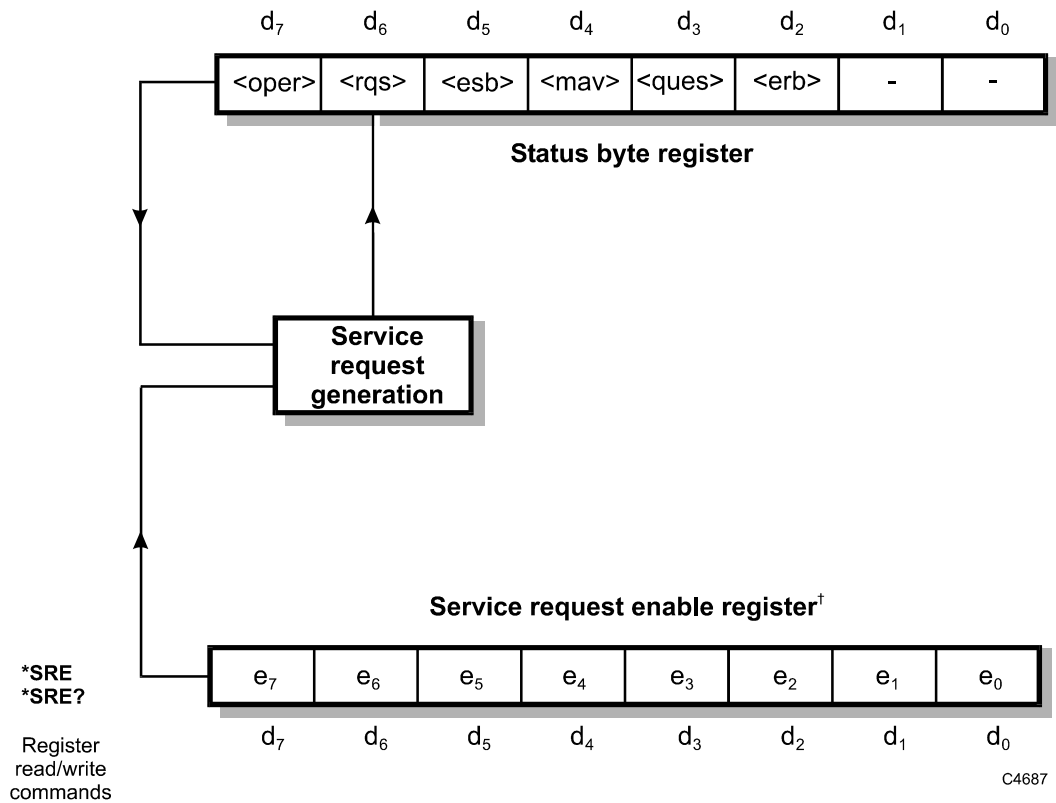 d₇ d₆ d₅ d₄ d₃ d₂ d₁ d₀
<oper> <rqs> <esb> <mav> <ques> <erb> - -
Status byte register
Service
request
generation
Service request enable register†
*SRE
*SRE?
e₇ e₆ e₅ e₄ e₃ e₂ e₁ e₀
d₇ d₆ d₅ d₄ d₃ d₂ d₁ d₀
Register
read/write
commands
C4687